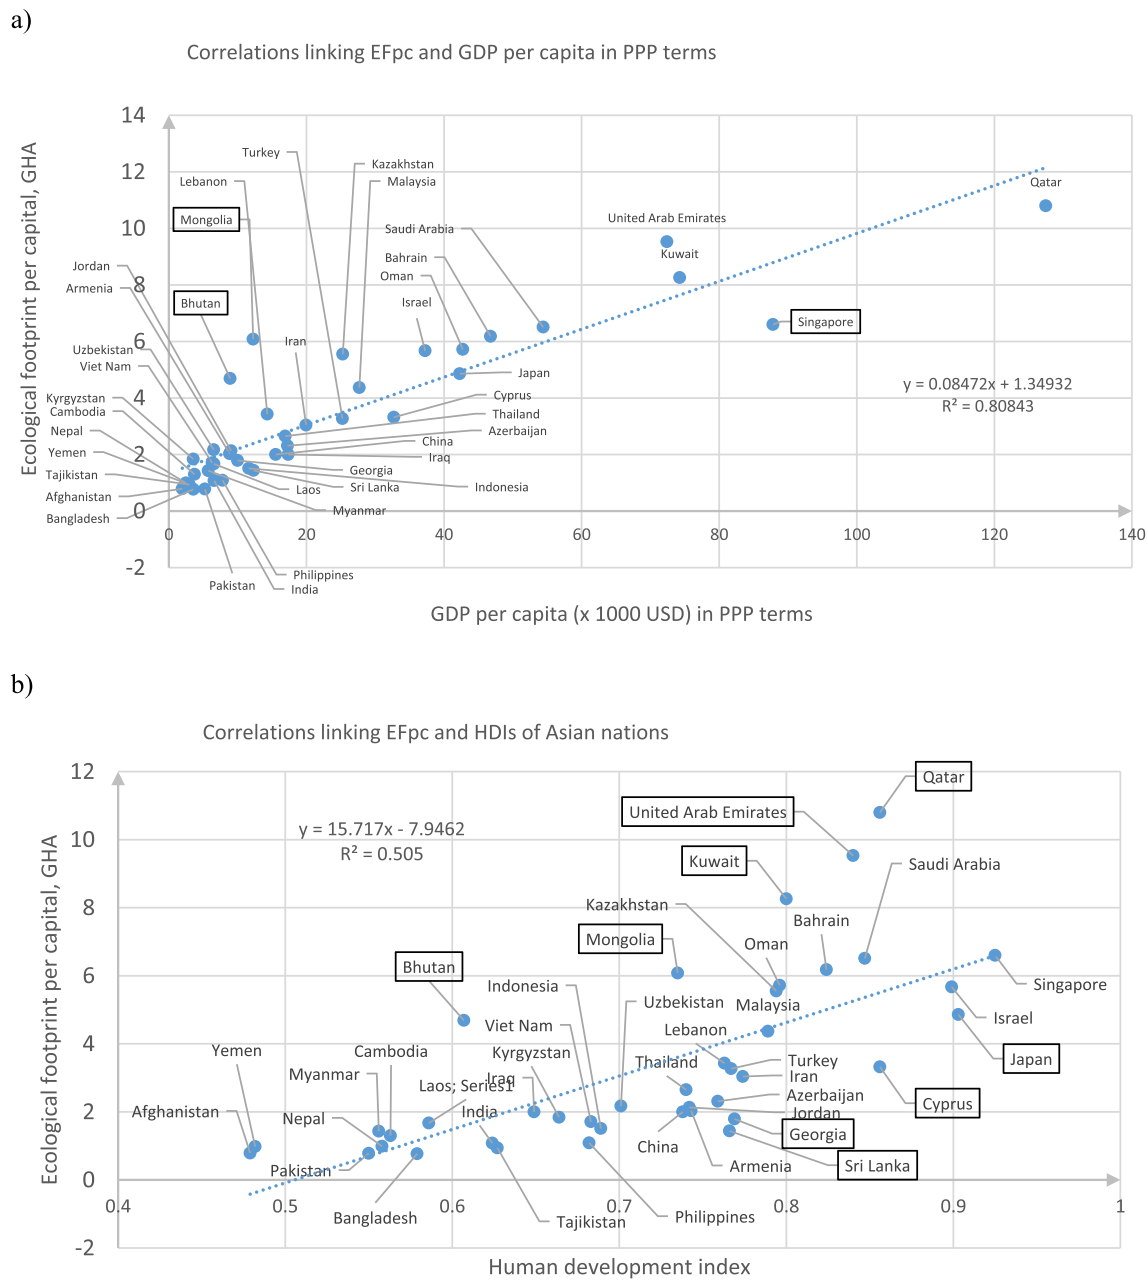 a)
Correlations linking EFpc and GDP per capita in PPP terms
Ecological footprint per capital, GHA
14
12
10
8
6
4
2
0
-2
Turkey
Kazakhstan
Lebanon
Malaysia
Qatar
Mongolia
United Arab Emirates
Saudi Arabia
Kuwait
Bahrain
Jordan
Oman
Armenia
Bhutan
Israel
Singapore
Iran
Uzbekistan
Viet Nam
Japan
y = 0.08472x + 1.34932
R² = 0.80843
Kyrgyzstan
Cyprus
Cambodia
Thailand
Nepal
Azerbaijan
China
Yemen
Iraq
Tajikistan
Georgia
Afghanistan
Laos
Sri Lanka
Indonesia
Bangladesh
Myanmar
0 20 40 60 80 100 120 140
Philippines
Pakistan
India
GDP per capita (x 1000 USD) in PPP terms
b)
Correlations linking EFpc and HDIs of Asian nations
Ecological footprint per capital, GHA
12
10
8
6
4
2
0
-2
Qatar
United Arab Emirates
y = 15.717x - 7.9462
R² = 0.505
Kuwait
Saudi Arabia
Kazakhstan
Bahrain
Mongolia
Oman
Bhutan
Indonesia
Singapore
Uzbekistan
Malaysia
Viet Nam
Lebanon
Israel
Yemen
Cambodia
Kyrgyzstan
Thailand
Turkey
Japan
Myanmar
Iraq
Iran
Laos; Series1
Azerbaijan
Afghanistan
Nepal
India
Jordan
Cyprus
China
Georgia
Pakistan
Armenia
Sri Lanka
0.4 0.5 0.6 0.7 0.8 0.9 1
Bangladesh
Tajikistan
Philippines
Human development index